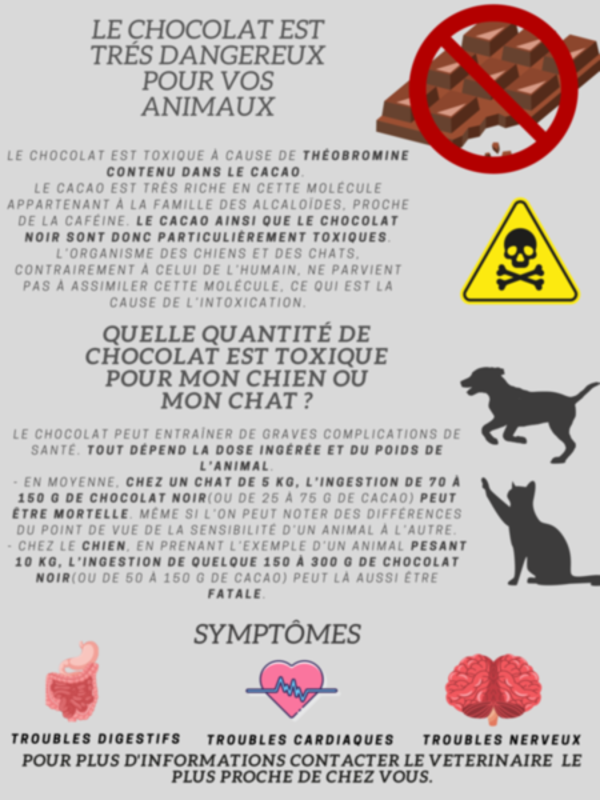 LE CHOCOLAT EST
TRÉS DANGEREUX
POUR VOS
ANIMAUX
LE CHOCOLAT EST TOXIQUE À CAUSE DE THÉOBROMINE
CONTENU DANS LE CACAO.
LE CACAO EST TRÉS RICHE EN CETTE MOLÉCULE
APPARTENANT À LA FAMILLE DES ALCALOÏDES, PROCHE
DE LA CAFÉINE. LE CACAO AINSI QUE LE CHOCOLAT
NOIR SONT DONC PARTICULIÉREMENT TOXIQUES.
L'ORGANISME DES CHIENS ET DES CHATS,
CONTRAIREMENT À CELUI DE L'HUMAIN, NE PARVIENT
PAS À ASSIMILER CETTE MOLÉCULE, CE QUI EST LA
CAUSE DE L'INTOXICATION.
QUELLE QUANTITÉ DE
CHOCOLAT EST TOXIQUE
POUR MON CHIEN OU
MON CHAT ?
LE CHOCOLAT PEUT ENTRAÎNER DE GRAVES COMPLICATIONS DE
SANTÉ. TOUT DÉPEND LA DOSE INGÉRÉE ET DU POIDS DE
L'ANIMAL.
- EN MOYENNE, CHEZ UN CHAT DE 5 KG, L'INGESTION DE 70 À
150 G DE CHOCOLAT NOIR(OU DE 25 À 75 G DE CACAO) PEUT
ÊTRE MORTELLE. MÊME SI L'ON PEUT NOTER DES DIFFÉRENCES
DU POINT DE VUE DE LA SENSIBILITÉ D'UN ANIMAL À L'AUTRE.
- CHEZ LE CHIEN, EN PRENANT L'EXEMPLE D'UN ANIMAL PESANT
10 KG, L'INGESTION DE QUELQUE 150 À 300 G DE CHOCOLAT
NOIR(OU DE 50 À 150 G DE CACAO) PEUT LÀ AUSSI ÊTRE
FATALE.
SYMPTÔMES
TROUBLES DIGESTIFS TROUBLES CARDIAQUES TROUBLES NERVEUX
POUR PLUS D'INFORMATIONS CONTACTER LE VETERINAIRE LE
PLUS PROCHE DE CHEZ VOUS.